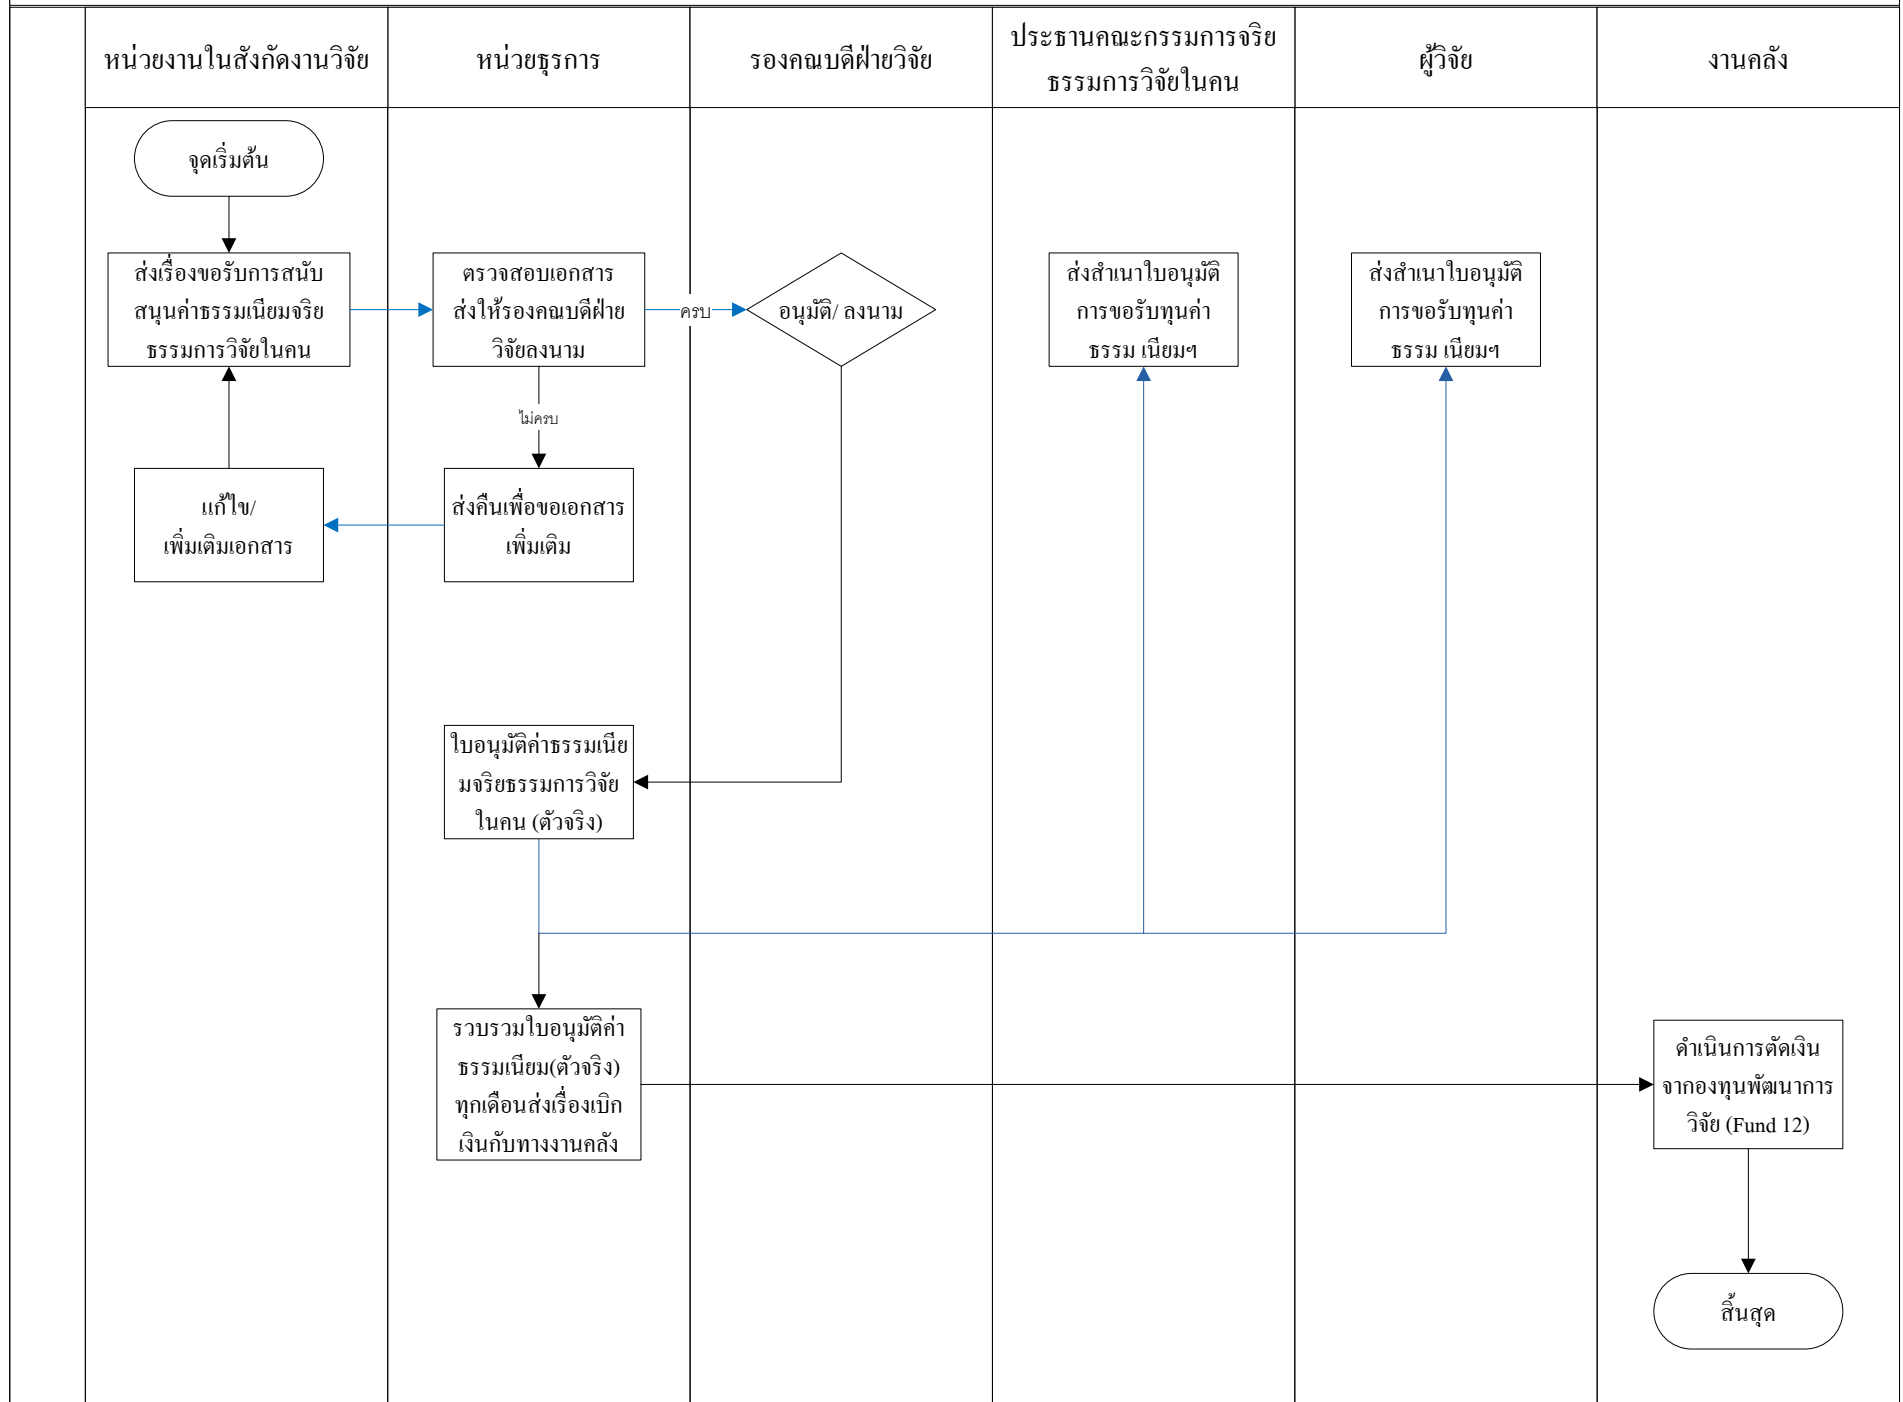 หน่วยงานในสังกัดงานวิจัย
หน่วยธุรการ
รองคณบดีฝ่ายวิจัย
ประธานคณะกรรมการจริย
ธรรมการวิจัยในคน
ผู้วิจัย
งานคลัง
จุดเริ่มต้น
ส่งเรื่องขอรับการสนับ
สนุนค่าธรรมเนียมจริย
ธรรมการวิจัยในคน
ตรวจสอบเอกสาร
ส่งให้รองคณบดีฝ่าย
วิจัยลงนาม
ครบ
อนุมัติ/ ลงนาม
ส่งสำเนาใบอนุมัติ
การขอรับทุนค่า
ธรรม เนียมฯ
ส่งสำเนาใบอนุมัติ
การขอรับทุนค่า
ธรรม เนียมฯ
ไม่ครบ
แก้ไข/
เพิ่มเติมเอกสาร
ส่งคืนเพื่อขอเอกสาร
เพิ่มเติม
ใบอนุมัติค่าธรรมเนีย
มจริยธรรมการวิจัย
ในคน (ตัวจริง)
รวบรวมใบอนุมัติค่า
ธรรมเนียม(ตัวจริง)
ทุกเดือนส่งเรื่องเบิก
เงินกับทางงานคลัง
ดำเนินการตัดเงิน
จากองทุนพัฒนาการ
วิจัย (Fund 12)
สิ้นสุด